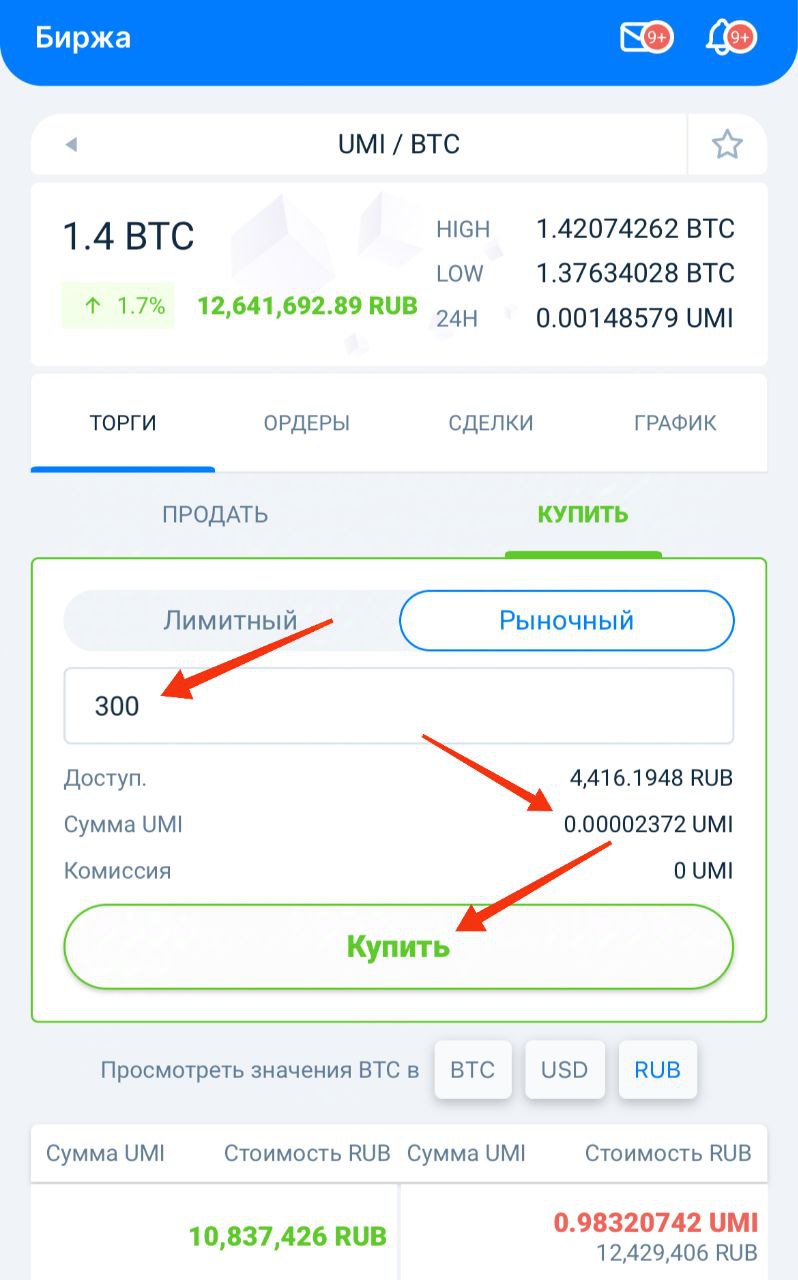 Биржа
9+
9+
UMI / BTC
1.4 BTC
HIGH 1.42074262 BTC
LOW 1.37634028 BTC
↑ 1.7% 12,641,692.89 RUB
24H 0.00148579 UMI
ТОРГИ ОРДЕРЫ СДЕЛКИ ГРАФИК
ПРОДАТЬ КУПИТЬ
Лимитный Рыночный
300
Доступ. 4,416.1948 RUB
Сумма UMI 0.00002372 UMI
Комиссия 0 UMI
Купить
Просмотреть значения BTC в BTC USD RUB
Сумма UMI Стоимость RUB Сумма UMI Стоимость RUB
10,837,426 RUB
0.98320742 UMI
12,429,406 RUB